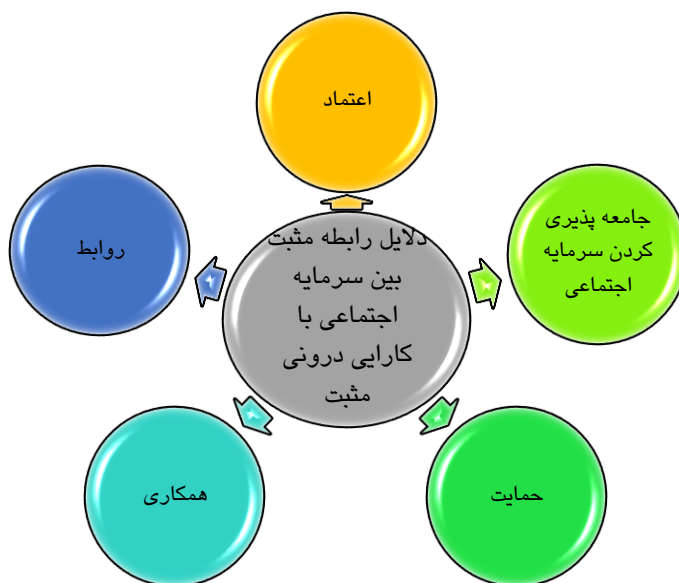 اعتماد
جامعه پذیری
کردن سرمایه
اجتماعی
حمایت
همکاری
روابط
دلایل رابطه مثبت
بین سرمایه
اجتماعی با
کارایی درونی
مثبت